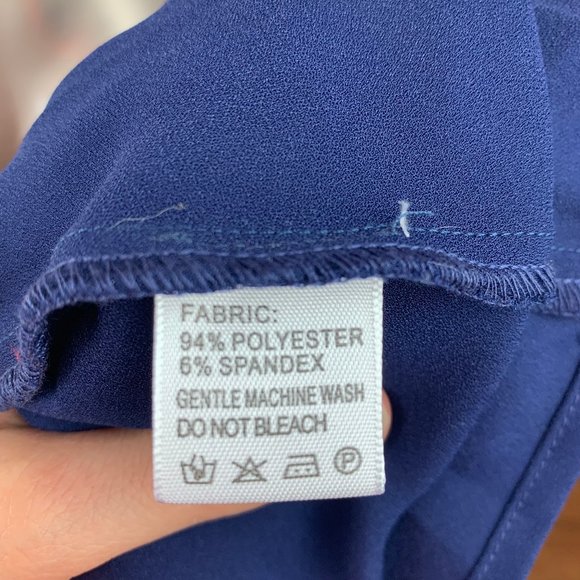 FABRIC:
94% POLYESTER
6% SPANDEX
GENTLE MACHINE WASH
DO NOT BLEACH
P